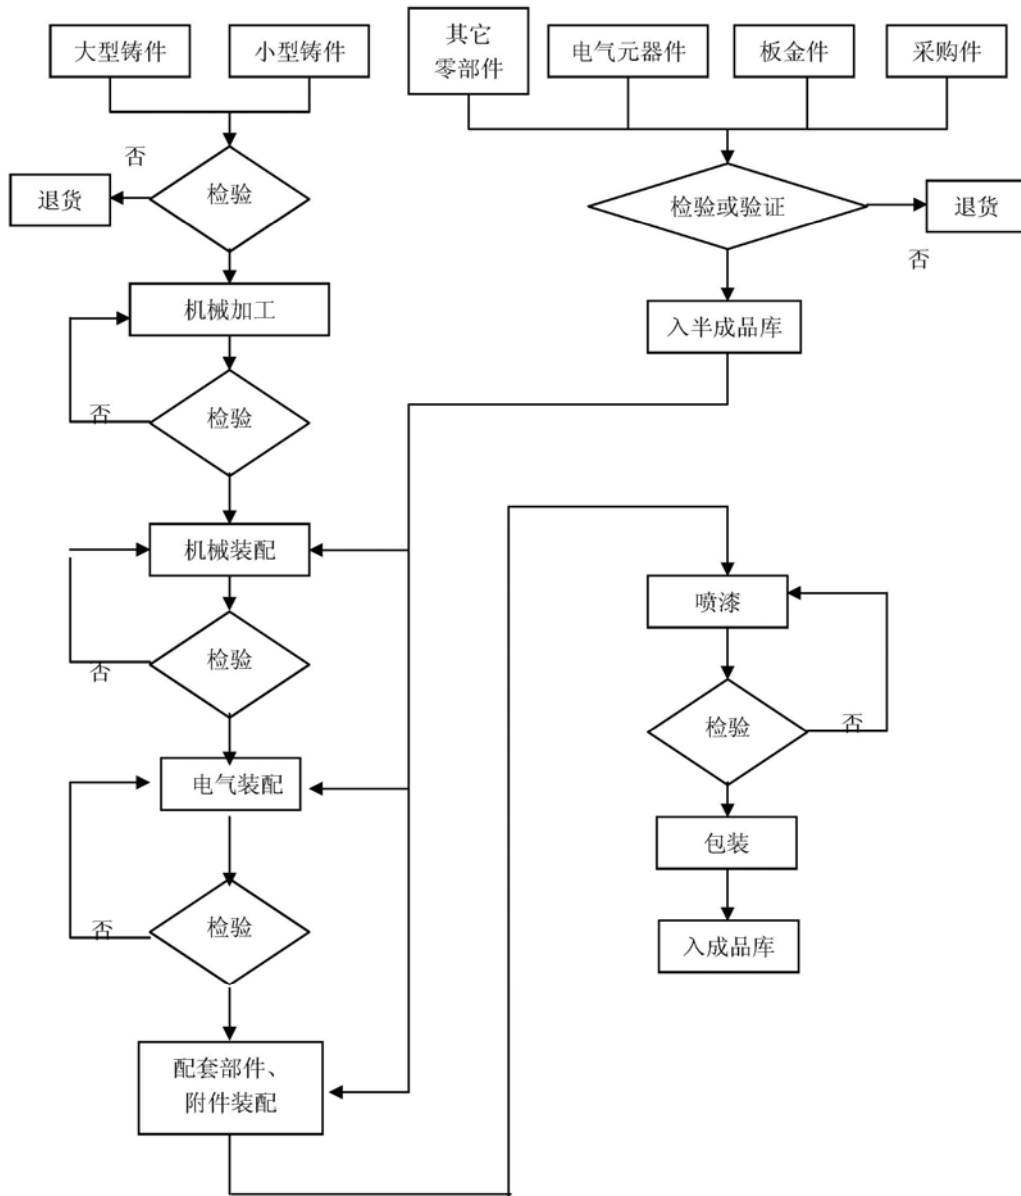 大型铸件
小型铸件
其它
零部件
电气元器件
板金件
采购件
否
退货
检验
检验或验证
退货
否
机械加工
入半成品库
否
检验
机械装配
喷漆
否
检验
检验
否
电气装配
包装
否
检验
入成品库
配套部件、
附件装配